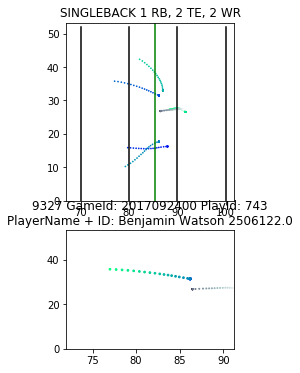 SINGLEBACK 1 RB, 2 TE, 2 WR
50
40
30
20
10
0
70 80 90 100
9327 GameId: 2017092400 PlayId: 743
PlayerName + ID: Benjamin Watson 2506122.0
40
20
0
75 80 85 90